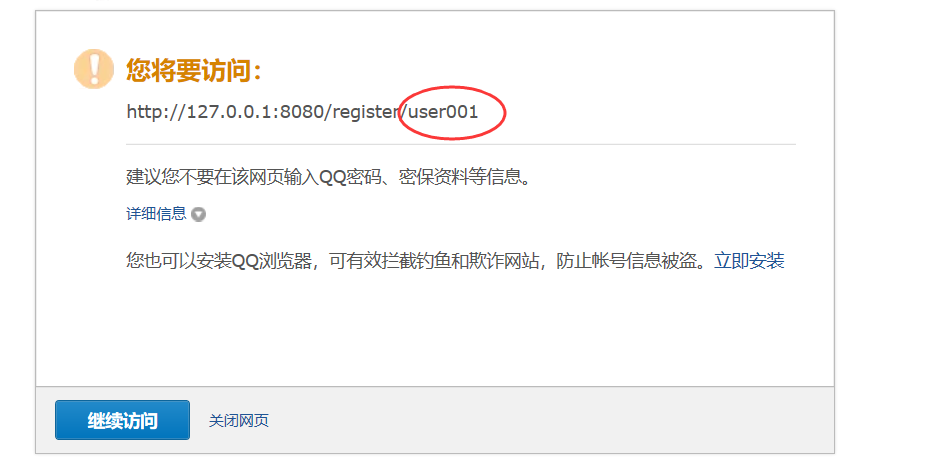 您将要访问：
http://127.0.0.1:8080/register/user001
建议您不要在该网页输入QQ密码、密保资料等信息。
详细信息
您也可以安装QQ浏览器，可有效拦截钓鱼和欺诈网站，防止帐号信息被盗。立即安装
继续访问 关闭网页